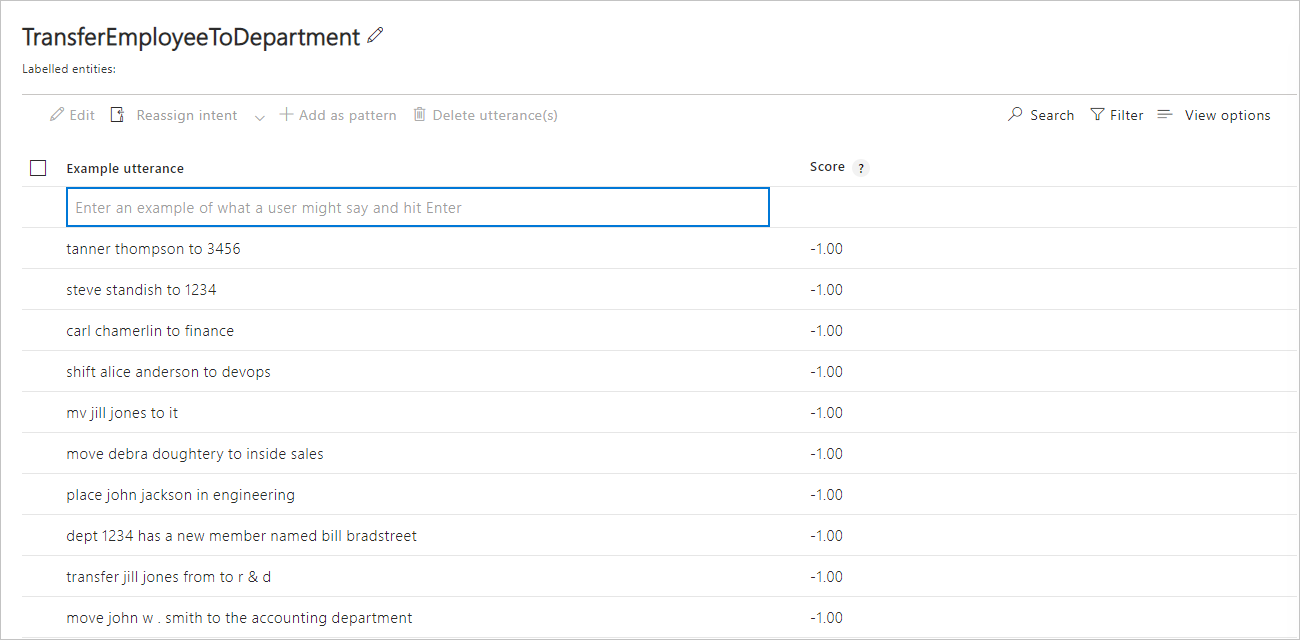 TransferEmployeeToDepartment
Labelled entities:
Edit Reassign intent Add as pattern Delete utterance(s) Search Filter View options
Example utterance Score ?
Enter an example of what a user might say and hit Enter
tanner thompson to 3456 -1.00
steve standish to 1234 -1.00
carl chamerlin to finance -1.00
shift alice anderson to devops -1.00
mv jill jones to it -1.00
move debra doughtery to inside sales -1.00
place john jackson in engineering -1.00
dept 1234 has a new member named bill bradstreet -1.00
transfer jill jones from to r & d -1.00
move john w . smith to the accounting department -1.00